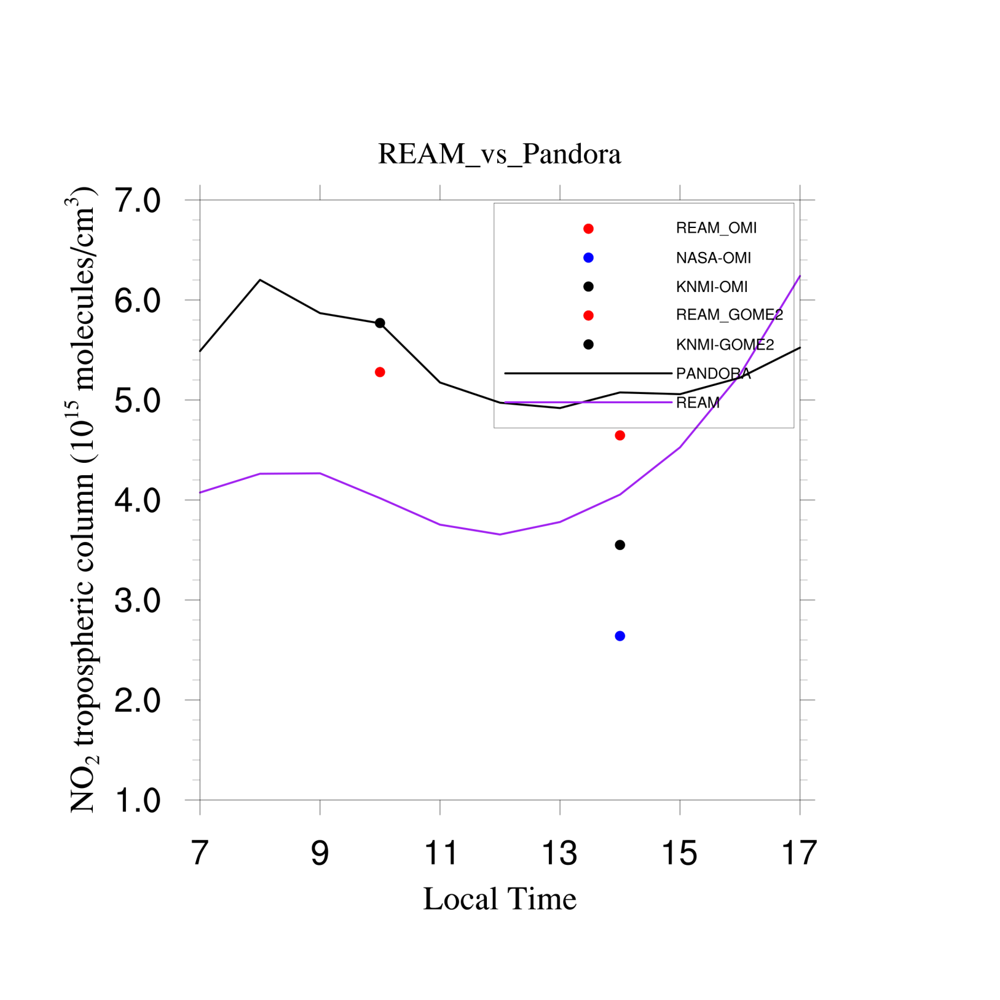 REAM_vs_Pandora
NO2 tropospheric column (10^15 molecules/cm^3)
7.0
6.0
5.0
4.0
3.0
2.0
1.0
REAM_OMI
NASA-OMI
KNMI-OMI
REAM_GOME2
KNMI-GOME2
PANDORA
REAM
7 9 11 13 15 17
Local Time